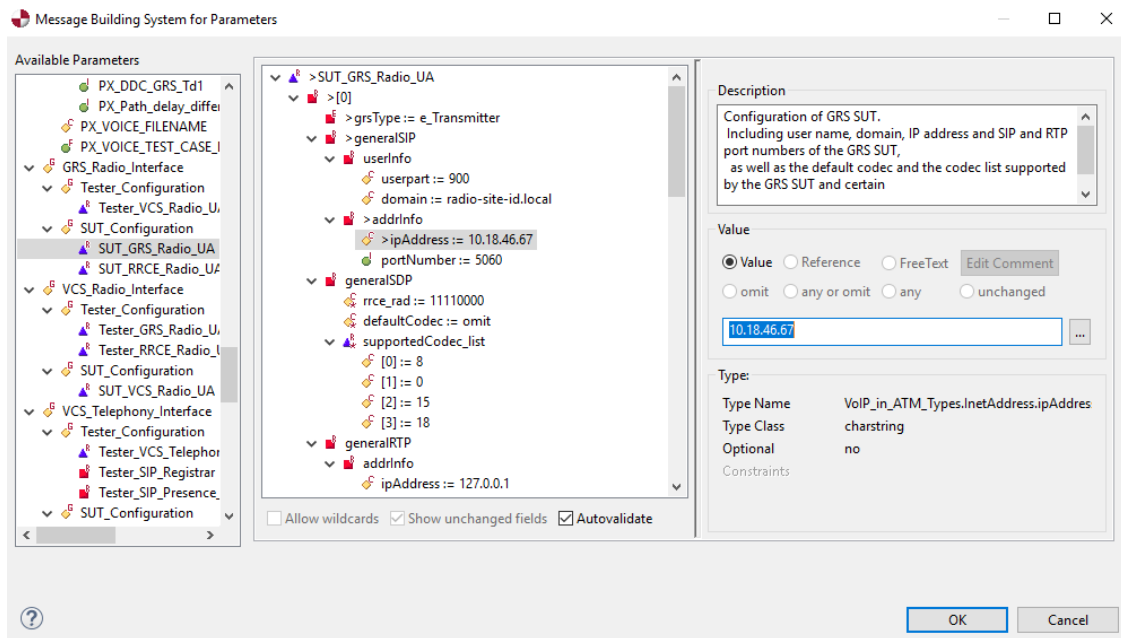 Message Building System for Parameters
Available Parameters
PX_DDC_GRS_Td1
PX_Path_delay_differ
PX_VOICE_FILENAME
PX_VOICE_TEST_CASE_
GRS_Radio_Interface
Tester_Configuration
Tester_VCS_Radio_U
SUT_Configuration
SUT_GRS_Radio_UA
SUT_RRCE_Radio_UA
VCS_Radio_Interface
Tester_Configuration
Tester_GRS_Radio_U
Tester_RRCE_Radio_
SUT_Configuration
SUT_VCS_Radio_UA
VCS_Telephony_Interface
Tester_Configuration
Tester_VCS_Telephor
Tester_SIP_Registrar
Tester_SIP_Presence_
SUT_Configuration
>SUT_GRS_Radio_UA
>[0]
>grsType := e_Transmitter
>generalSIP
userInfo
userpart := 900
domain := radio-site-id.local
>addrInfo
>ipAddress := 10.18.46.67
portNumber := 5060
generalSDP
rrce_rad := 11110000
defaultCodec := omit
supportedCodec_list
[0] := 8
[1] := 0
[2] := 15
[3] := 18
generalRTP
addrInfo
ipAddress := 127.0.0.1
Allow wildcards Show unchanged fields Autovalidate
Description
Configuration of GRS SUT.
Including user name, domain, IP address and SIP and RTP
port numbers of the GRS SUT,
as well as the default codec and the codec list supported
by the GRS SUT and certain
Value
Value Reference FreeText Edit Comment
omit any or omit any unchanged
10.18.46.67
...
Type:
Type Name VoIP_in_ATM_Types.InetAddress.ipAddres
Type Class charstring
Optional no
Constraints
?
OK Cancel